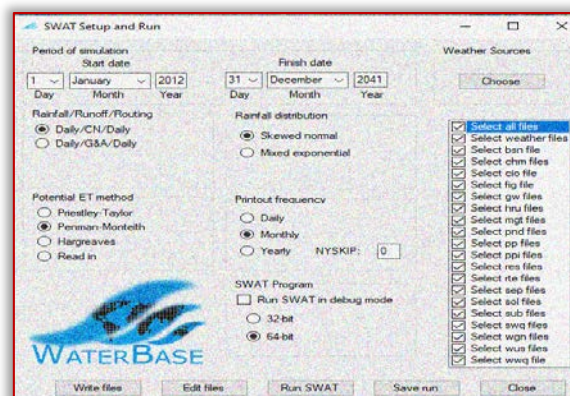 SWAT Setup and Run
Period of simulation
Start date
1 January 2012
Day Month Year
Finish date
31 December 2041
Day Month Year
Weather Sources
Choose
Rainfall/Runoff/Routing
Daily/CN/Daily
Daily/G&A/Daily
Rainfall distribution
Skewed normal
Mixed exponential
Potential ET method
Priestley-Taylor
Penman-Monteith
Hargreaves
Read in
Printout frequency
Daily
Monthly
Yearly NYSKIP: 0
SWAT Program
Run SWAT in debug mode
32-bit
64-bit
Select all files
Select weather files
Select bsn file
Select chm files
Select cio file
Select fig file
Select gw files
Select hru files
Select mgt files
Select pnd files
Select pp files
Select ppi files
Select res files
Select rte files
Select sep files
Select sol files
Select sub files
Select swq files
Select wgn files
Select wus files
Select wwq file
WATERBASE
Write files Edit files Run SWAT Save run Close